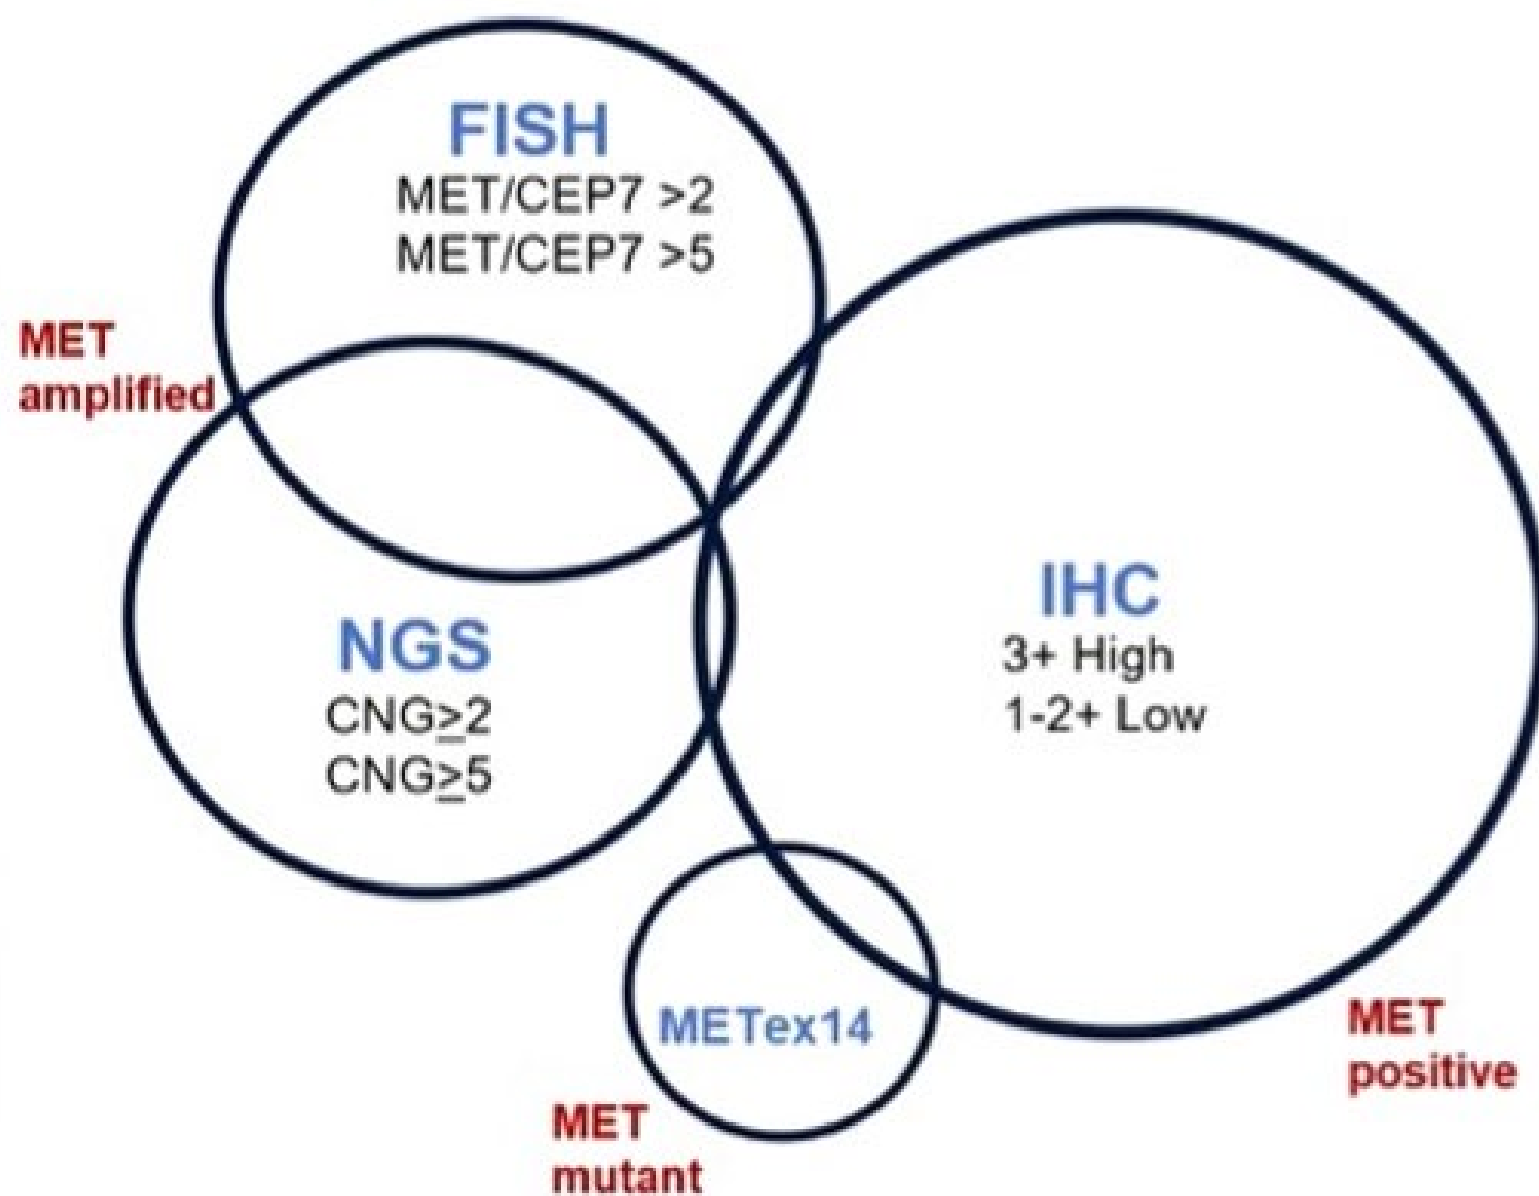 FISH
MET/CEP7 >2
MET/CEP7 >5
MET
amplified
NGS
CNG≥2
CNG≥5
IHC
3+ High
1-2+ Low
METex14
MET
positive
MET
mutant